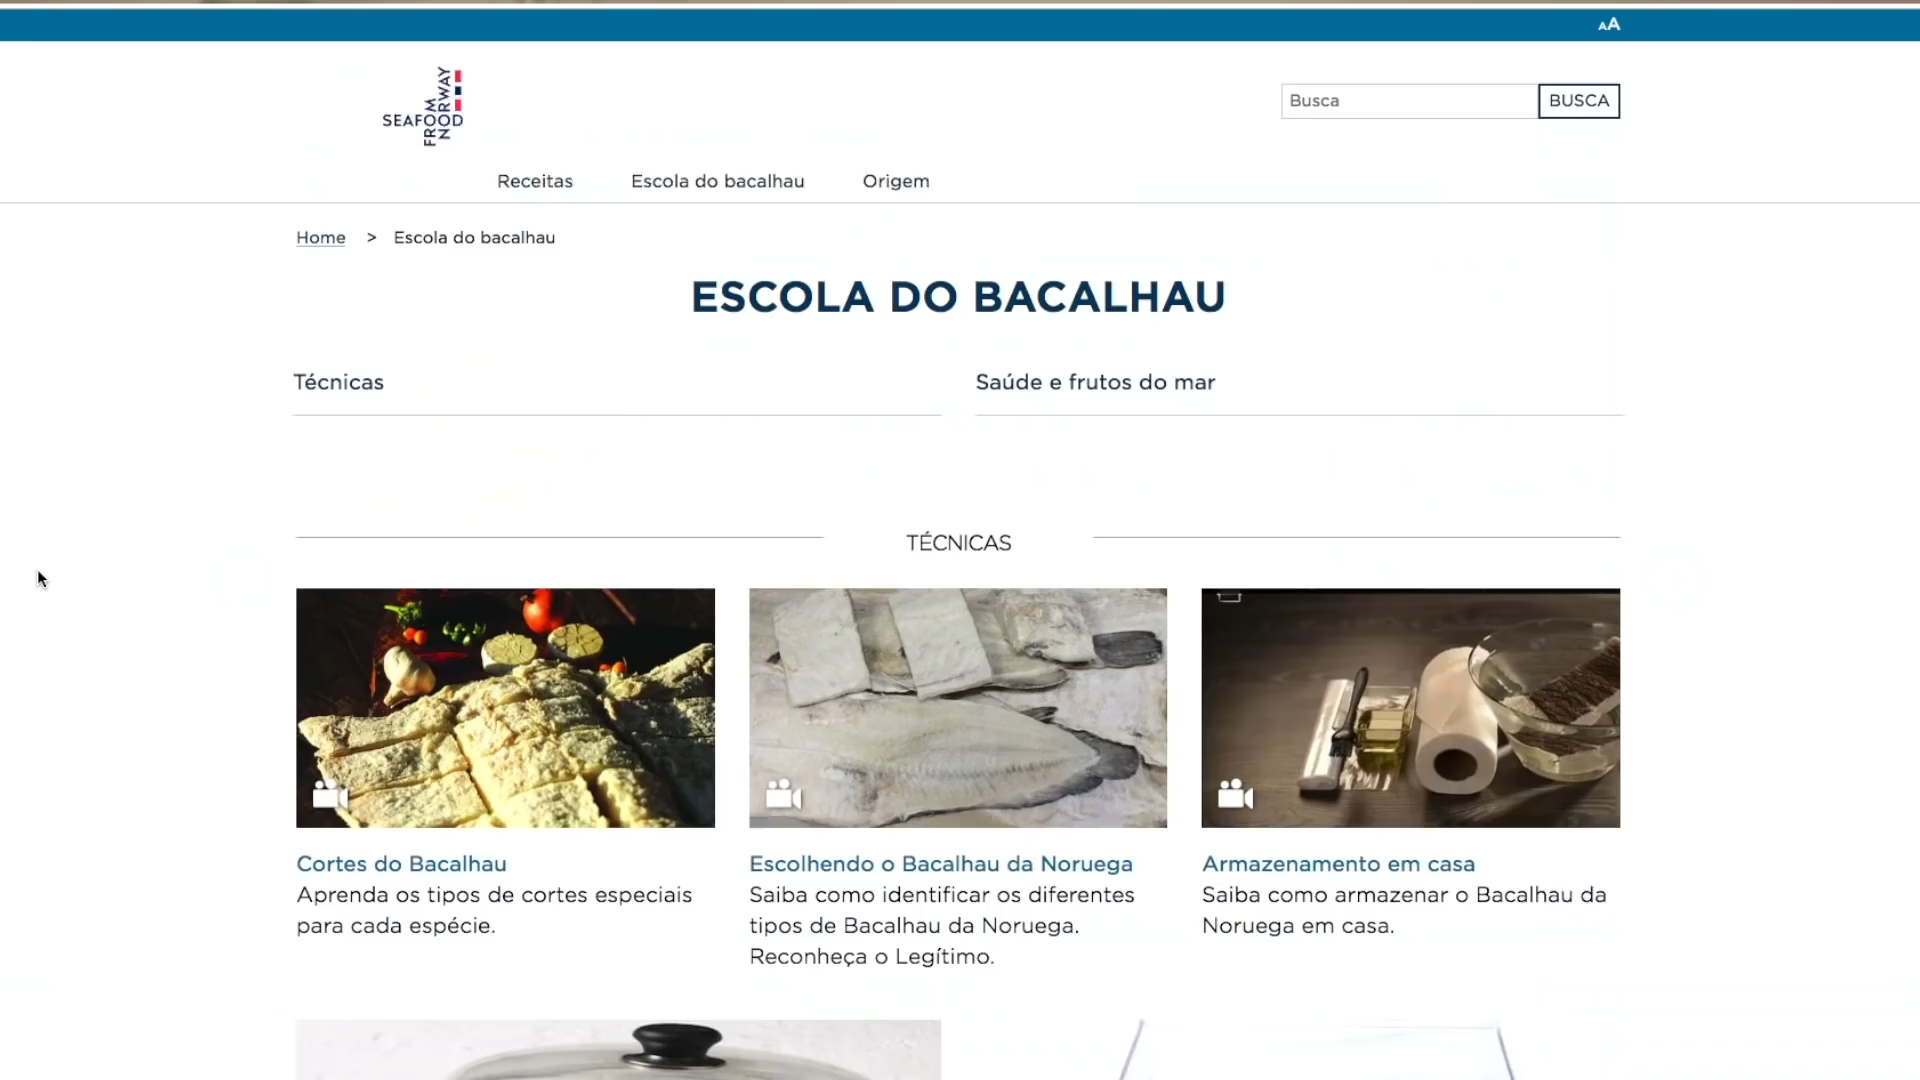 AA
SEAFOOD
FROM
NORWAY
Busca
BUSCA
Receitas
Escola do bacalhau
Origem
Home > Escola do bacalhau
ESCOLA DO BACALHAU
Técnicas
Saúde e frutos do mar
TÉCNICAS
Cortes do Bacalhau
Aprenda os tipos de cortes especiais
para cada espécie.
Escolhendo o Bacalhau da Noruega
Saiba como identificar os diferentes
tipos de Bacalhau da Noruega.
Reconheça o Legítimo.
Armazenamento em casa
Saiba como armazenar o Bacalhau da
Noruega em casa.